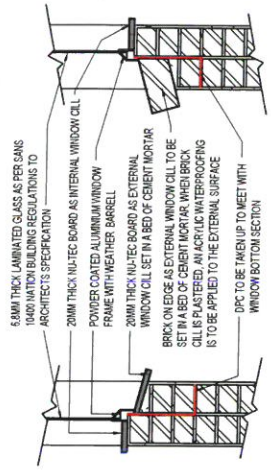 6,8MM THICK LAMINATED GLASS AS PER SANS
10400 NATION BUILDING REGULATIONS TO
ARCHITECTS SPECIFICATION
20MM THICK NU-TEC BOARD AS INTERNAL WINDOW CILL
POWDER COATED ALUMINIUM WINDOW
FRAME WITH WEATHER BARRELL
20MM THICK NU-TEC BOARD AS EXTERNAL
WINDOW CILL SET IN A BED OF CEMENT MORTAR
BRICK ON EDGE AS EXTERNAL WINDOW CILL TO BE
SET IN A BED OF CEMENT MORTAR, WHEN BRICK
CILL IS PLASTERED, AN ACRYLIC WATERPROOFING
IS TO BE APPLIED TO THE EXTERNAL SURFACE
DPC TO BE TAKEN UP TO MEET WITH
WINDOW BOTTOM SECTION